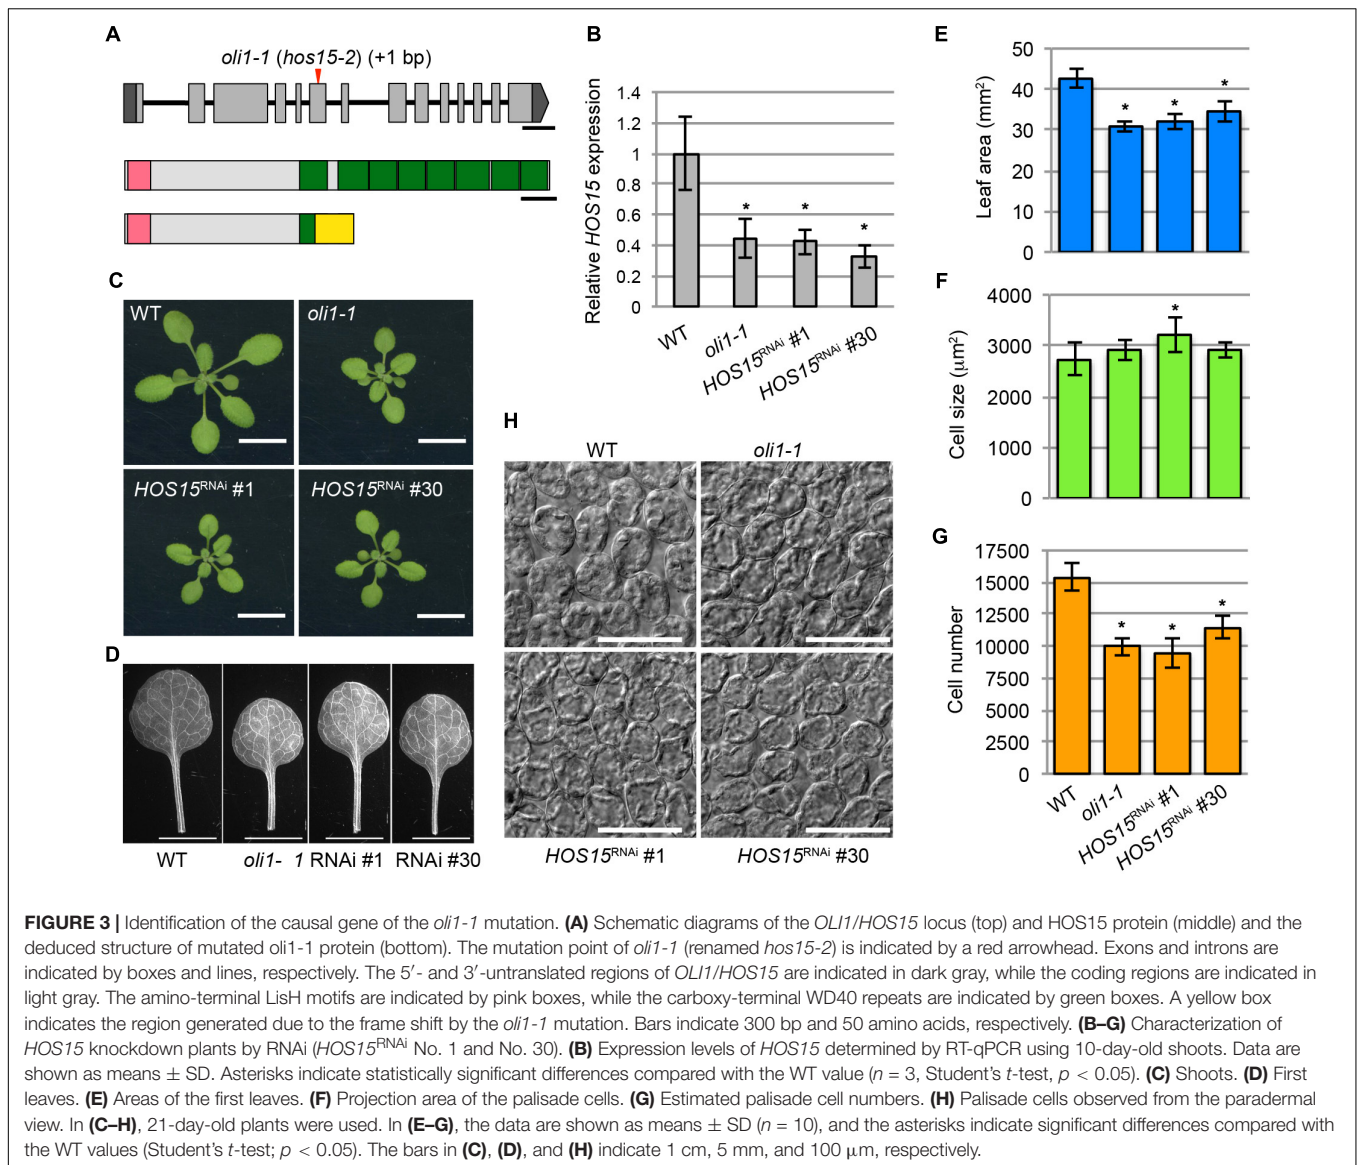 A
oli1-1 (hos15-2) (+1 bp)
B
Relative HOS15 expression
1.4
1.2
1
0.8
0.6
0.4
0.2
0
*
*
*
WT
oli1-1
HOS15RNAi #1
HOS15RNAi #30
C
WT
oli1-1
HOS15RNAi #1
HOS15RNAi #30
D
WT
oli1- 1
RNAi #1
RNAi #30
E
Leaf area (mm2)
50
40
30
20
10
0
*
*
*
F
Cell size (µm2)
4000
3000
2000
1000
0
*
G
Cell number
17500
15000
12500
10000
7500
5000
2500
0
*
*
*
WT
oli1-1
HOS15RNAi #1
HOS15RNAi #30
H
WT
oli1-1
HOS15RNAi #1
HOS15RNAi #30
FIGURE 3 | Identification of the causal gene of the oli1-1 mutation. (A) Schematic diagrams of the OLI1/HOS15 locus (top) and HOS15 protein (middle) and the
deduced structure of mutated oli1-1 protein (bottom). The mutation point of oli1-1 (renamed hos15-2) is indicated by a red arrowhead. Exons and introns are
indicated by boxes and lines, respectively. The 5′- and 3′-untranslated regions of OLI1/HOS15 are indicated in dark gray, while the coding regions are indicated in
light gray. The amino-terminal LisH motifs are indicated by pink boxes, while the carboxy-terminal WD40 repeats are indicated by green boxes. A yellow box
indicates the region generated due to the frame shift by the oli1-1 mutation. Bars indicate 300 bp and 50 amino acids, respectively. (B–G) Characterization of
HOS15 knockdown plants by RNAi (HOS15RNAi No. 1 and No. 30). (B) Expression levels of HOS15 determined by RT-qPCR using 10-day-old shoots. Data are
shown as means ± SD. Asterisks indicate statistically significant differences compared with the WT value (n = 3, Student's t-test, p < 0.05). (C) Shoots. (D) First
leaves. (E) Areas of the first leaves. (F) Projection area of the palisade cells. (G) Estimated palisade cell numbers. (H) Palisade cells observed from the paradermal
view. In (C–H), 21-day-old plants were used. In (E–G), the data are shown as means ± SD (n = 10), and the asterisks indicate significant differences compared with
the WT values (Student's t-test; p < 0.05). The bars in (C), (D), and (H) indicate 1 cm, 5 mm, and 100 µm, respectively.